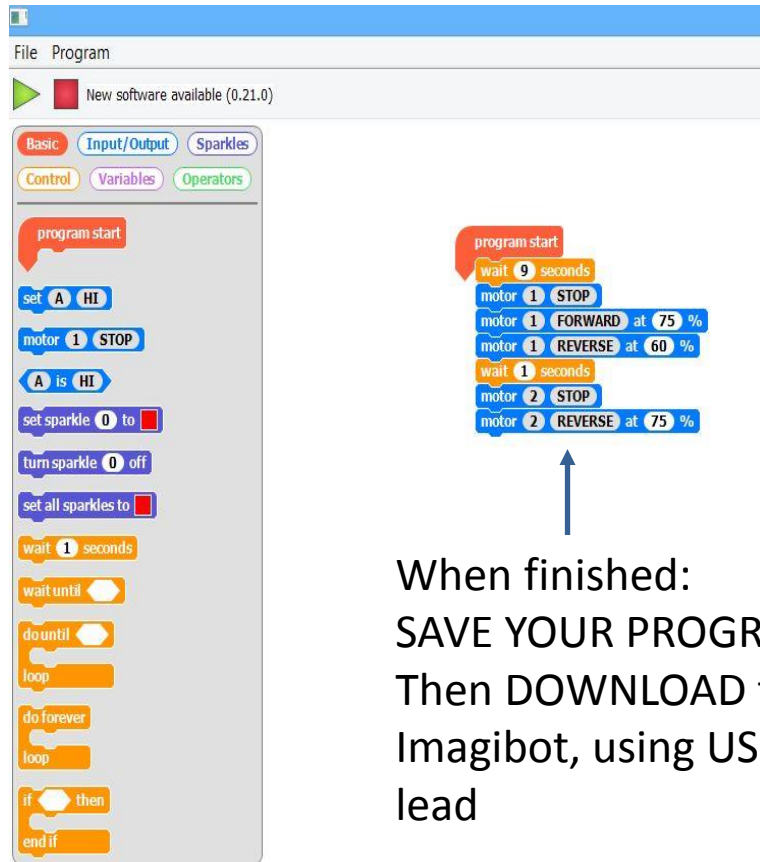 File Program
New software available (0.21.0)
Basic Input/Output Sparkles
Control Variables Operators
program start
set A HI
motor 1 STOP
A is HI
set sparkle 0 to
turn sparkle 0 off
set all sparkles to
wait 1 seconds
wait until
do until
loop
do forever
loop
if then
end if
program start
wait 9 seconds
motor 1 STOP
motor 1 FORWARD at 75 %
motor 1 REVERSE at 60 %
wait 1 seconds
motor 2 STOP
motor 2 REVERSE at 75 %
When finished:
SAVE YOUR PROGR
Then DOWNLOAD
Imagibot, using US
lead